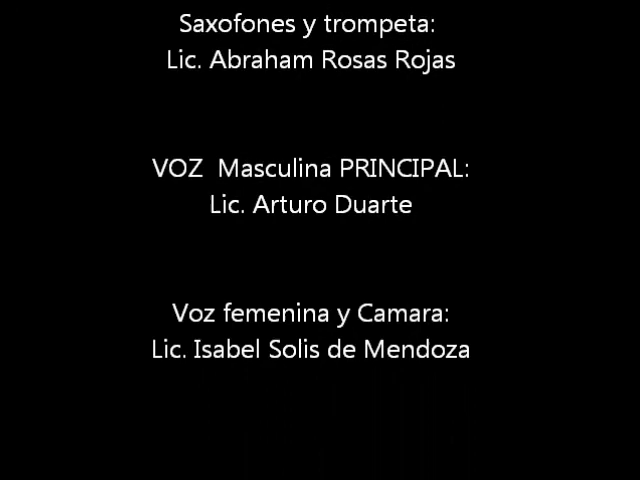 Saxofones y trompeta:
Lic. Abraham Rosas Rojas
VOZ  Masculina PRINCIPAL:
Lic. Arturo Duarte
Voz femenina y Camara:
Lic. Isabel Solis de Mendoza